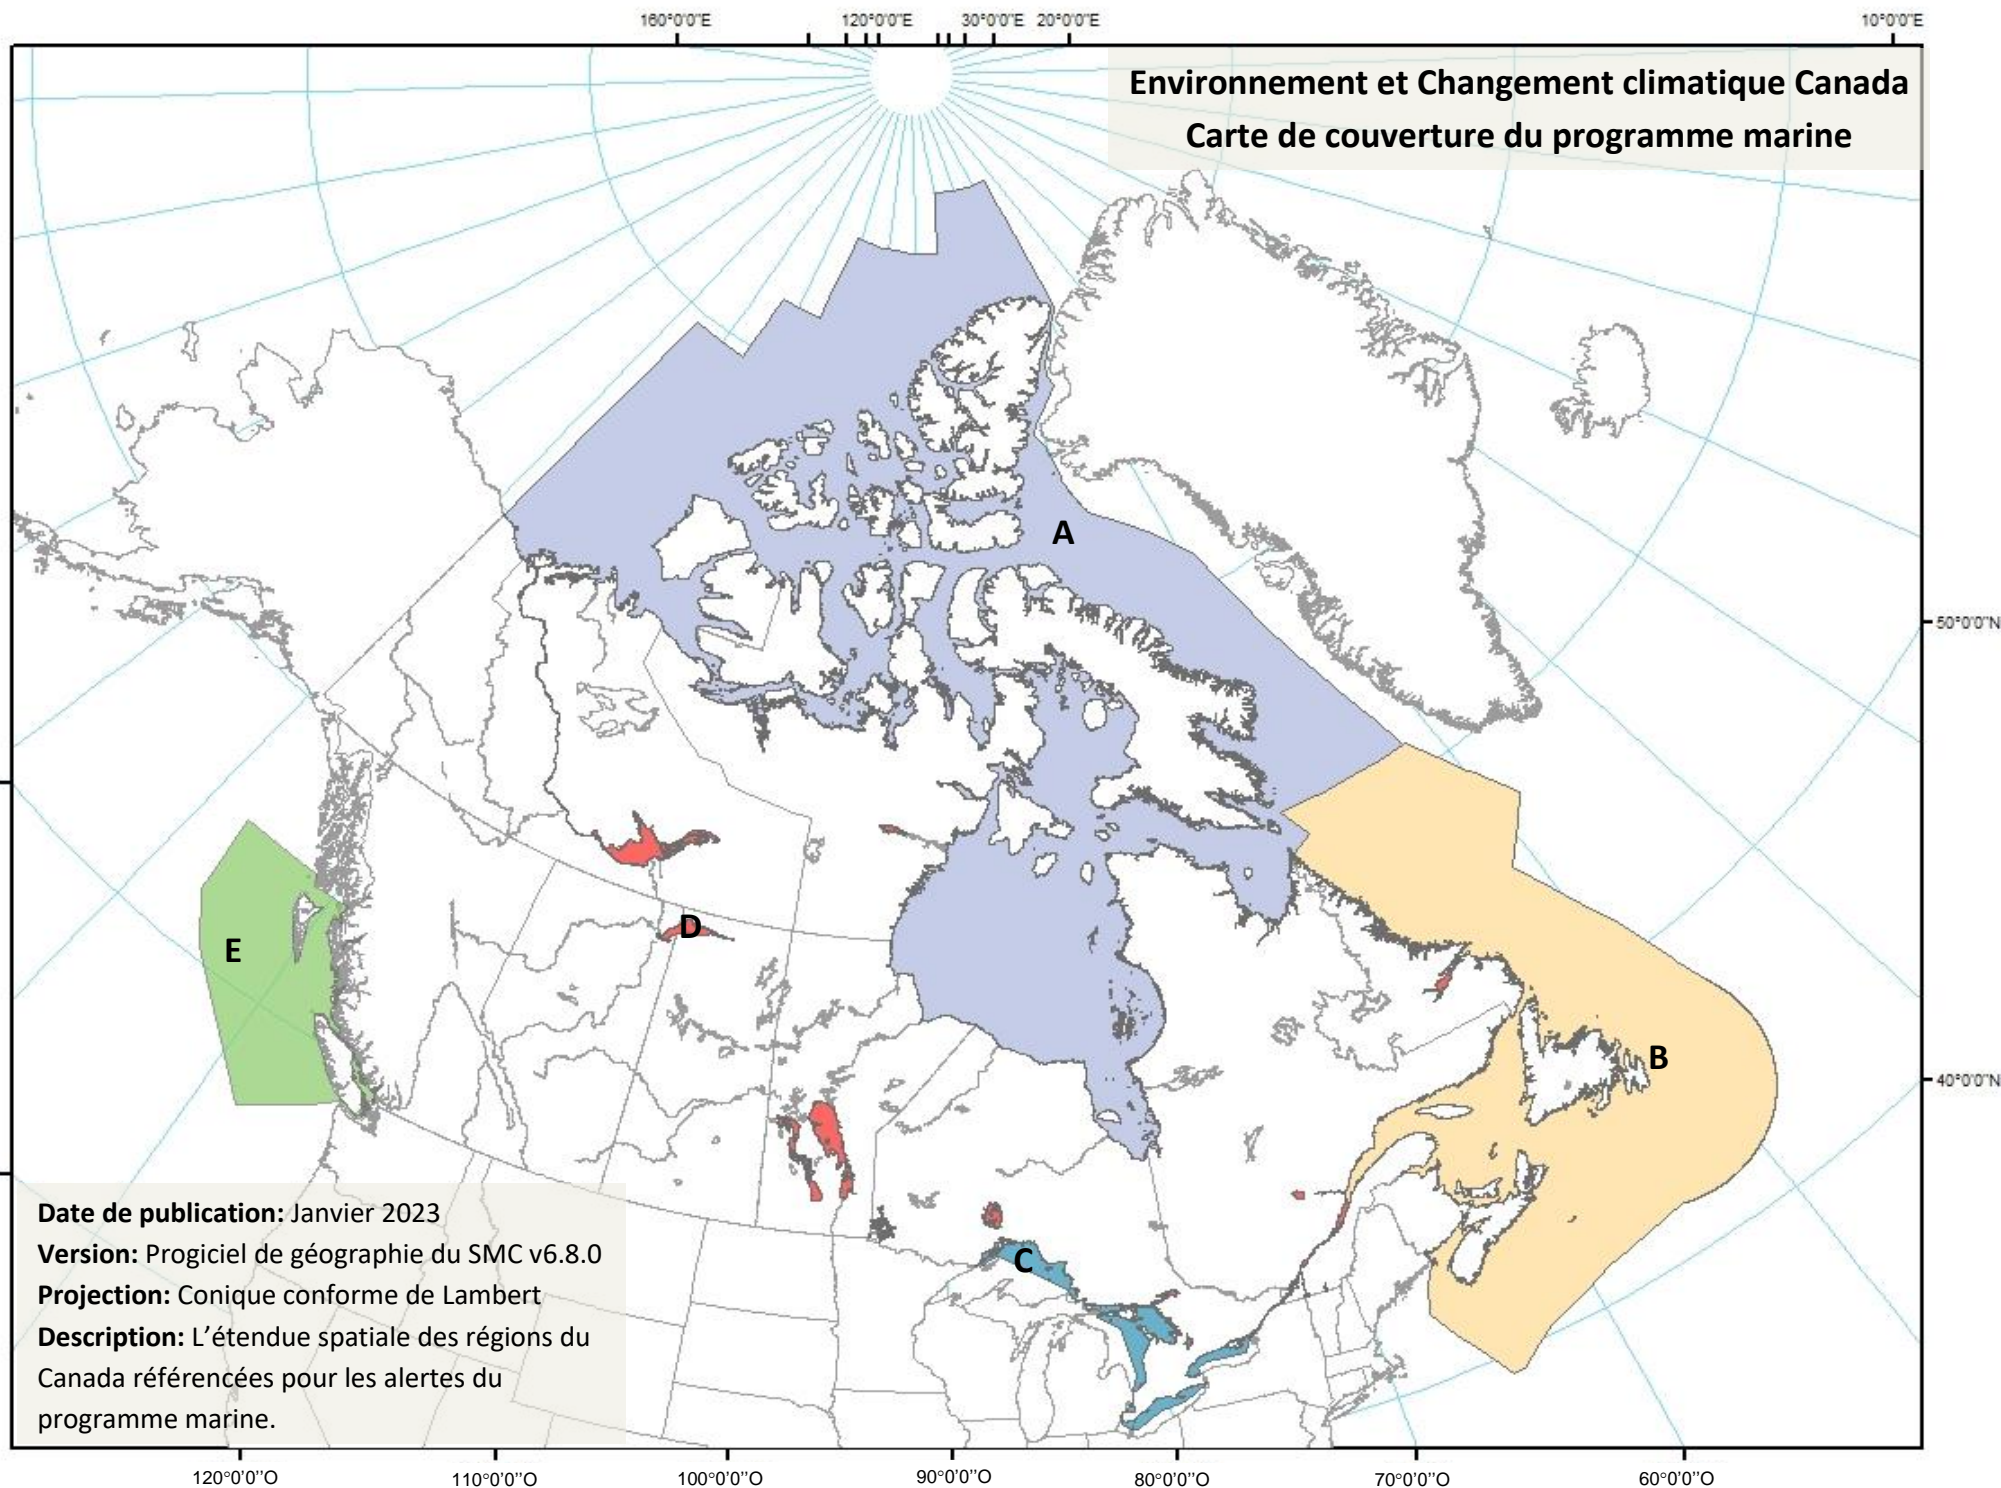 160°0'0"E 120°0'0"E 30°0'0"E 20°0'0"E 10°0'0"E
Environnement et Changement climatique Canada
Carte de couverture du programme marine
A
50°0'0"N
D
E
B
40°0'0"N
C
Date de publication: Janvier 2023
Version: Progiciel de géographie du SMC v6.8.0
Projection: Conique conforme de Lambert
Description: L’étendue spatiale des régions du
Canada référencées pour les alertes du
programme marine.
120°0'0''O 110°0'0''O 100°0'0''O 90°0'0''O 80°0'0''O 70°0'0''O 60°0'0''O